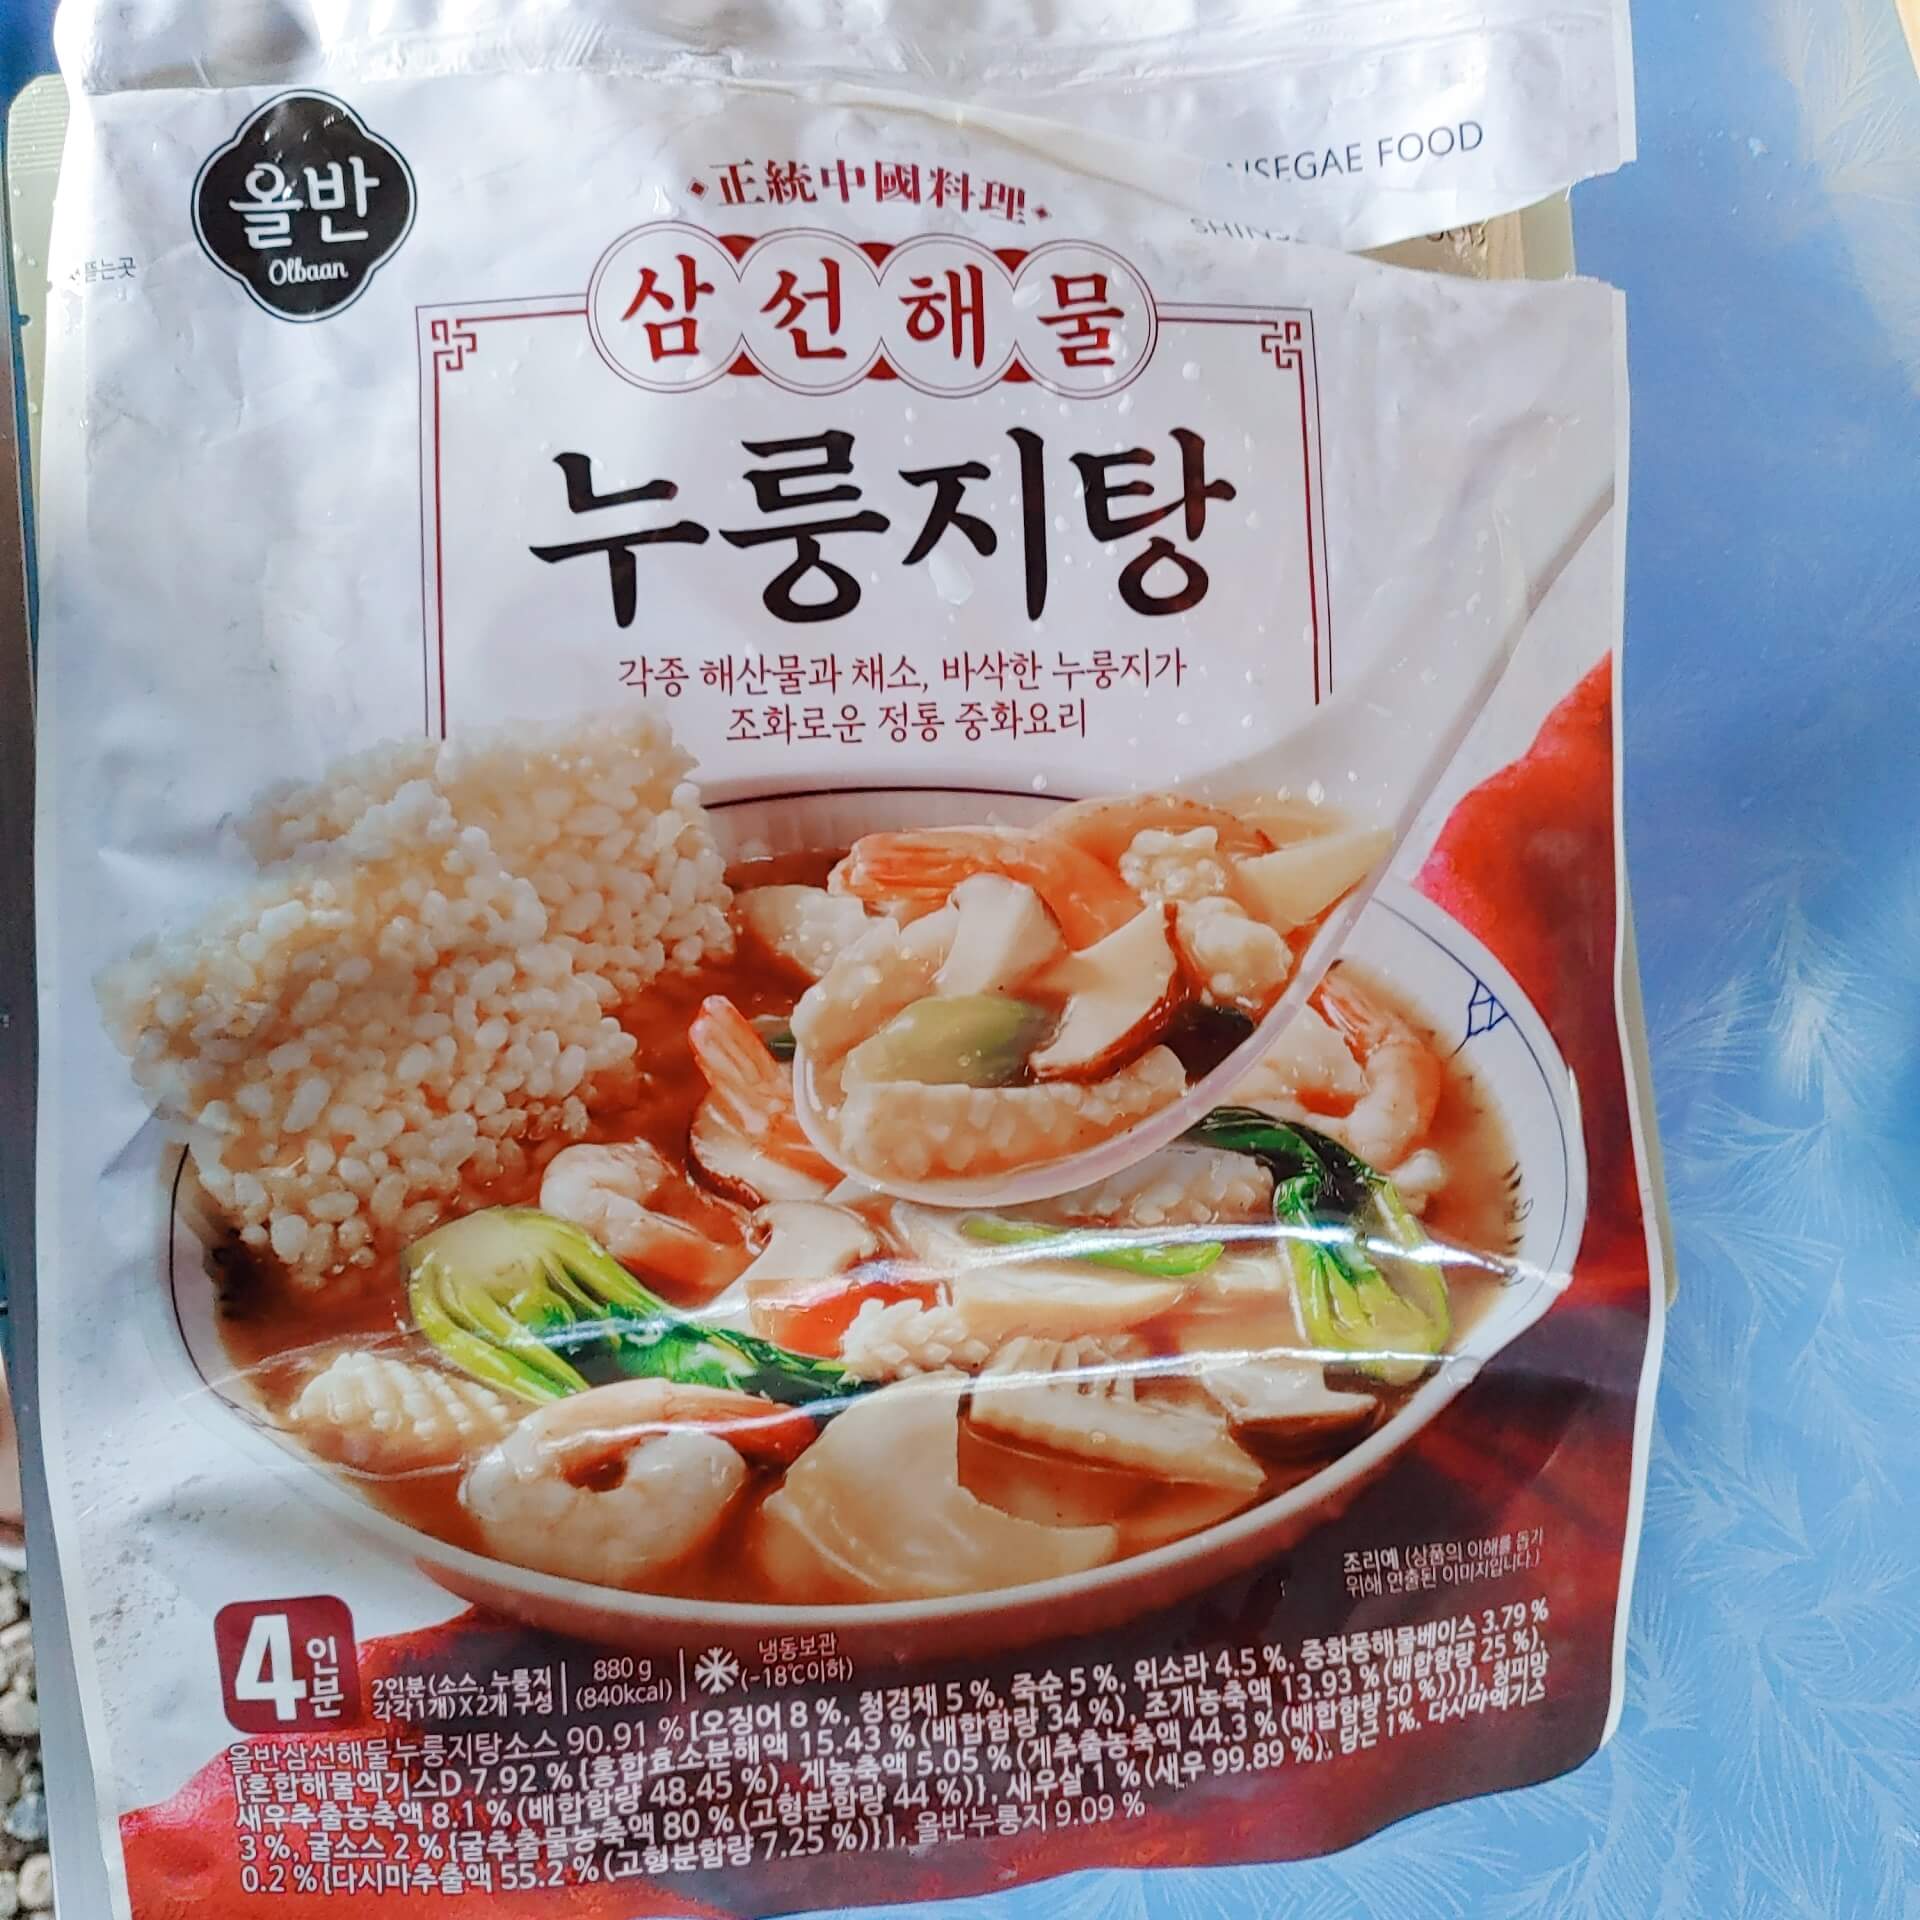 올반
Olbaan
正統中國料理
SEGAE FOOD
뜯는곳
삼선해물
누룽지탕
각종 해산물과 채소, 바삭한 누룽지가
조화로운 정통 중화요리
조리예 (상품의 이해를 돕기
위해 연출된 이미지입니다.)
4인분
2인분(소스, 누룽지
각각1개)X2개 구성
880 g
(840kcal)
냉동보관
(-18℃이하)
올반삼선해물누룽지탕소스 90.91 % [오징어 8 %, 청경채 5 %, 죽순 5 %, 위소라 4.5 %, 중화풍해물베이스 3.79 %
[혼합해물엑기스D 7.92 % {홍합효소분해액 15.43 % (배합함량 34 %), 조개농축액 13.93 % (배합함량 25 %),
새우추출농축액 8.1 % (배합함량 48.45 %), 게농축액 5.05 % (게추출농축액 44.3 % (배합함량 50 %))}], 청피망
3 %, 굴소스 2 % {굴추출물농축액 80 % (고형분함량 44 %)}, 새우살 1 % (새우 99.89 %), 당근 1%, 다시마엑기스
0.2 % {다시마추출액 55.2 % (고형분함량 7.25 %)}], 올반누룽지 9.09 %